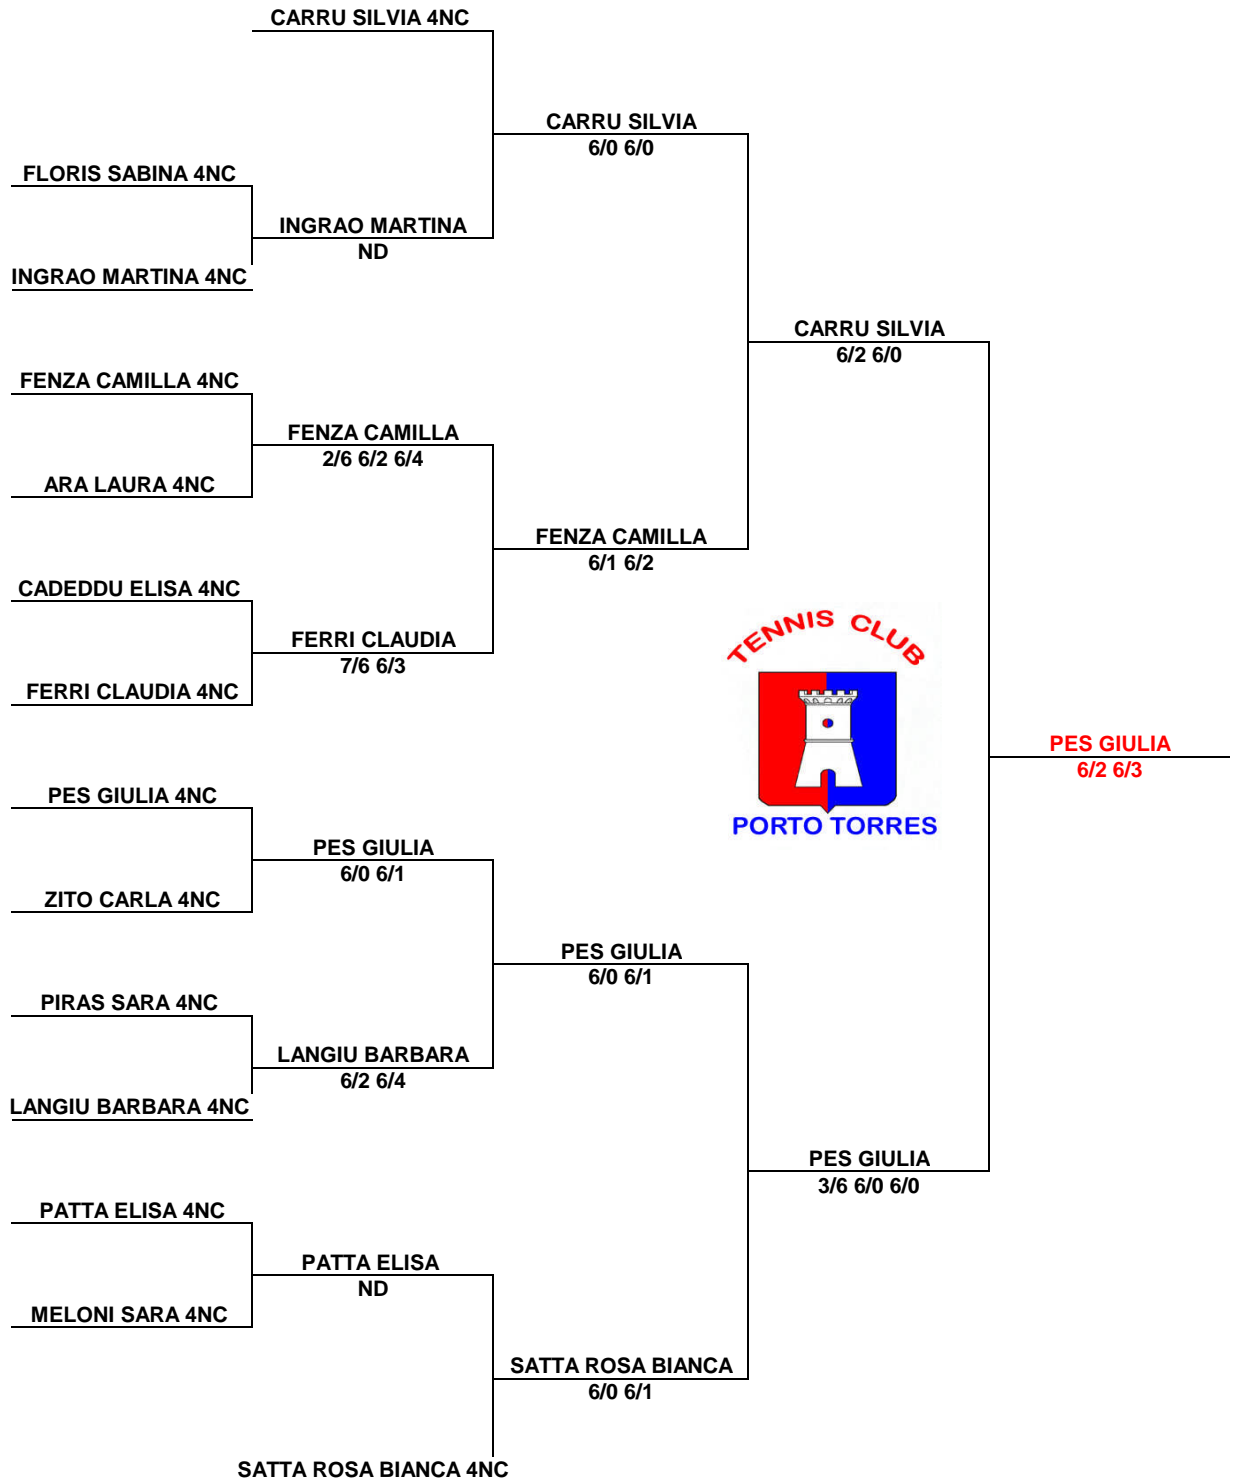 CARRU SILVIA 4NC
CARRU SILVIA
6/0 6/0
FLORIS SABINA 4NC
INGRAO MARTINA
ND
INGRAO MARTINA 4NC
CARRU SILVIA
6/2 6/0
FENZA CAMILLA 4NC
FENZA CAMILLA
2/6 6/2 6/4
ARA LAURA 4NC
FENZA CAMILLA
6/1 6/2
CADEDDU ELISA 4NC
FERRI CLAUDIA
7/6 6/3
FERRI CLAUDIA 4NC
TENNIS CLUB
PORTO TORRES
PES GIULIA
6/2 6/3
PES GIULIA 4NC
PES GIULIA
6/0 6/1
ZITO CARLA 4NC
PES GIULIA
6/0 6/1
PIRAS SARA 4NC
LANGIU BARBARA
6/2 6/4
LANGIU BARBARA 4NC
PES GIULIA
3/6 6/0 6/0
PATTA ELISA 4NC
PATTA ELISA
ND
MELONI SARA 4NC
SATTA ROSA BIANCA
6/0 6/1
SATTA ROSA BIANCA 4NC